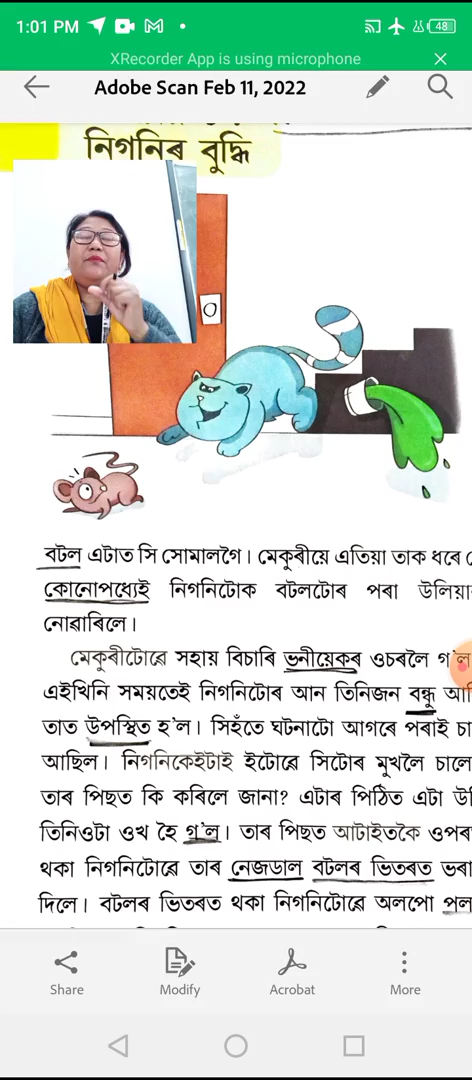 1:01 PM
48
XRecorder App is using microphone
Adobe Scan Feb 11, 2022
নিগনিৰ বুদ্ধি
বটল এটাত সি সোমালগৈ। মেকুৰীয়ে এতিয়া তাক ধৰে
কোনোপধ্যেই নিগনিটোক বটলটোৰ পৰা উলিয়া
নোৱাৰিলে।
মেকুৰীটোৱে সহায় বিচাৰি ভনীয়েকৰ ওচৰলৈ গ'ল
এইখিনি সময়তেই নিগনিটোৰ আন তিনিজন বন্ধু আ
তাত উপস্থিত হ'ল। সিহঁতে ঘটনাটো আগৰে পৰাই চা
আছিল। নিগনিকেইটাই ইটোৱে সিটোৰ মুখলৈ চালে
তাৰ পিছত কি কৰিলে জানা? এটাৰ পিঠিত এটা উ
তিনিওটা ওখ হৈ গ'ল। তাৰ পিছত আটাইতকৈ ওপৰ
থকা নিগনিটোৱে তাৰ নেজডাল বটলৰ ভিতৰত ভৰা
দিলে। বটলৰ ভিতৰত থকা নিগনিটোৱে অলপো পল
Share
Modify
Acrobat
More